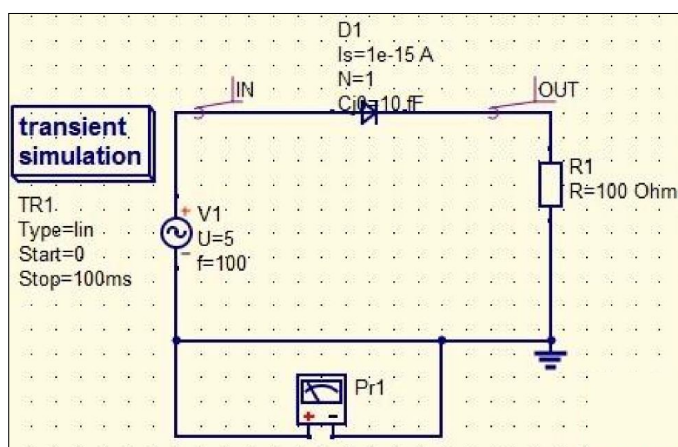 D1
Is=1e-15 A
N=1
Cj0=10 fF
IN
OUT
transient
simulation
R1
R=100 Ohm
TR1
Type=lin
Start=0
Stop=100ms
+
V1
U=5
f=100
−
Pr1
+ −